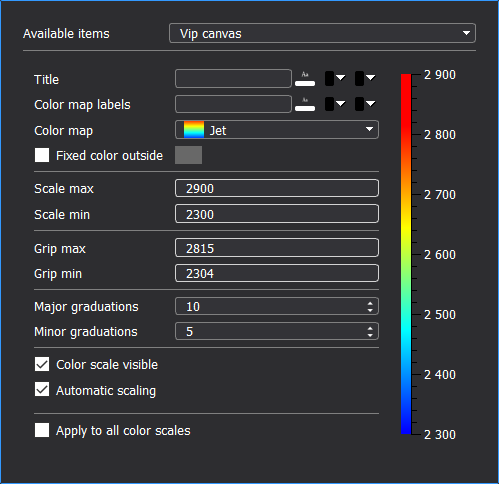 Available items
Vip canvas
Title
Aa
Color map labels
Aa
Color map
Jet
Fixed color outside
Scale max
2900
Scale min
2300
Grip max
2815
Grip min
2304
Major graduations
10
Minor graduations
5
Color scale visible
Automatic scaling
Apply to all color scales
2 900
2 800
2 700
2 600
2 500
2 400
2 300